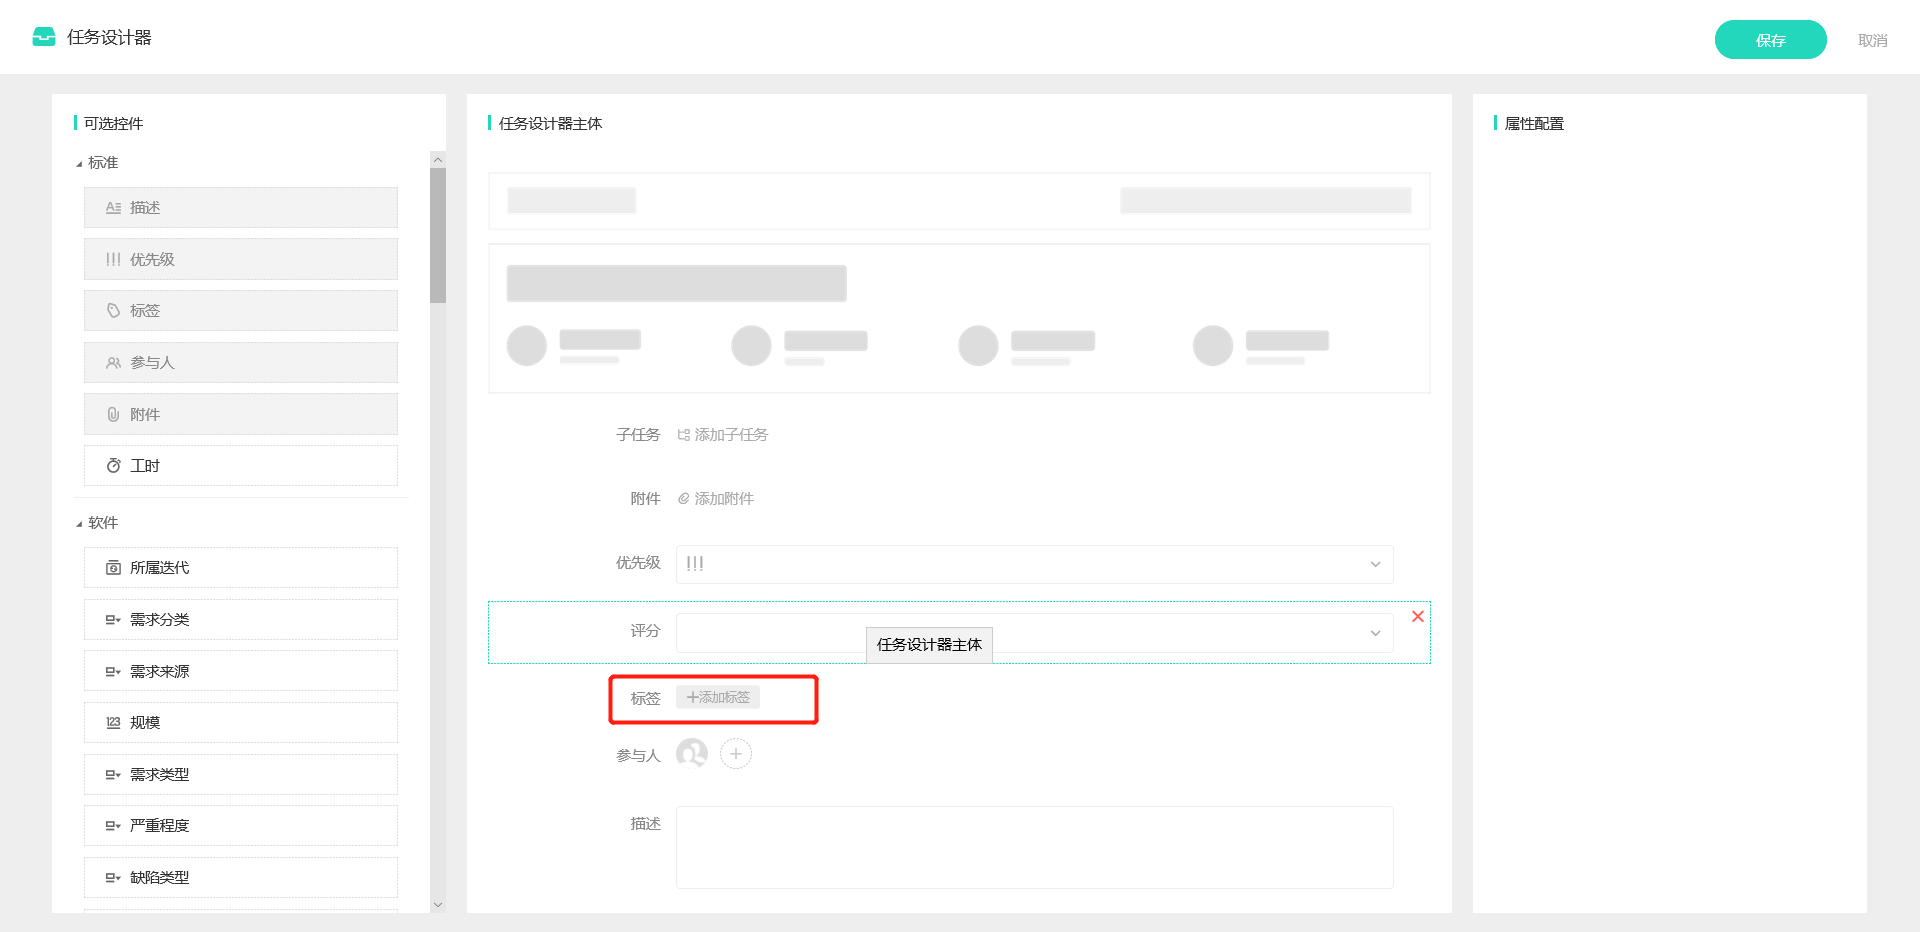 任务设计器
保存
取消
可选控件
标准
描述
优先级
标签
参与人
附件
工时
软件
所属迭代
需求分类
需求来源
规模
需求类型
严重程度
缺陷类型
任务设计器主体
子任务 添加子任务
附件 添加附件
优先级
评分
任务设计器主体
标签 +添加标签
参与人
描述
属性配置